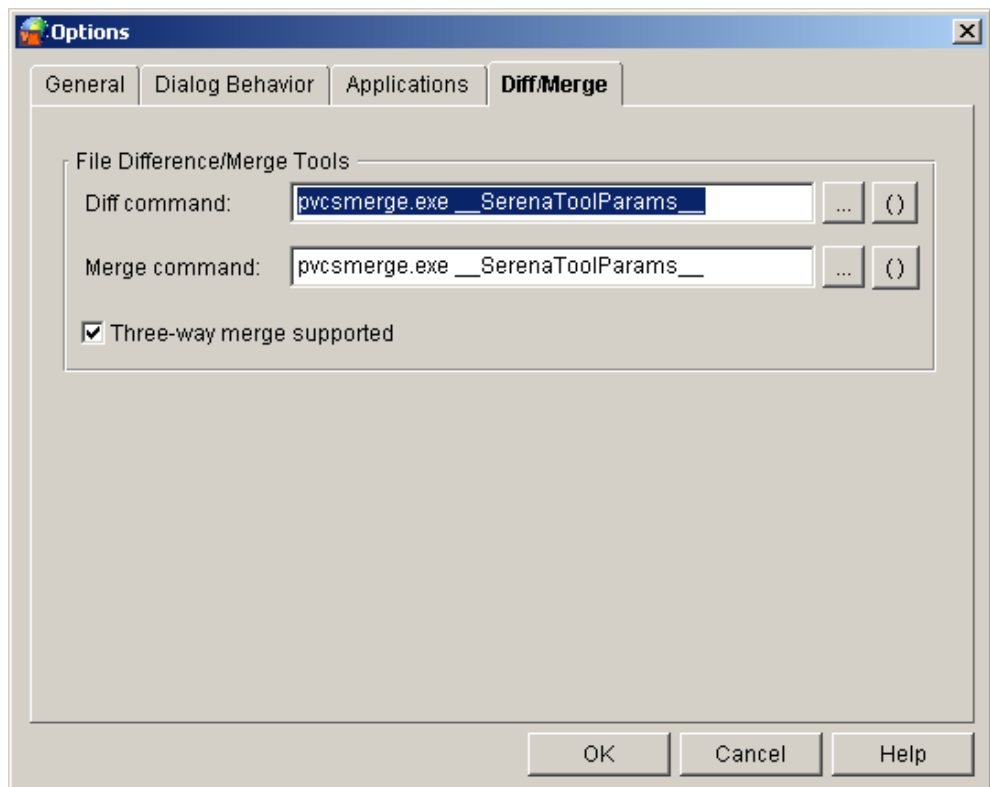 Options
General Dialog Behavior Applications Diff/Merge
File Difference/Merge Tools
Diff command: pvcsmerge.exe __SerenaToolParams__ ... ()
Merge command: pvcsmerge.exe __SerenaToolParams__ ... ()
Three-way merge supported
OK Cancel Help